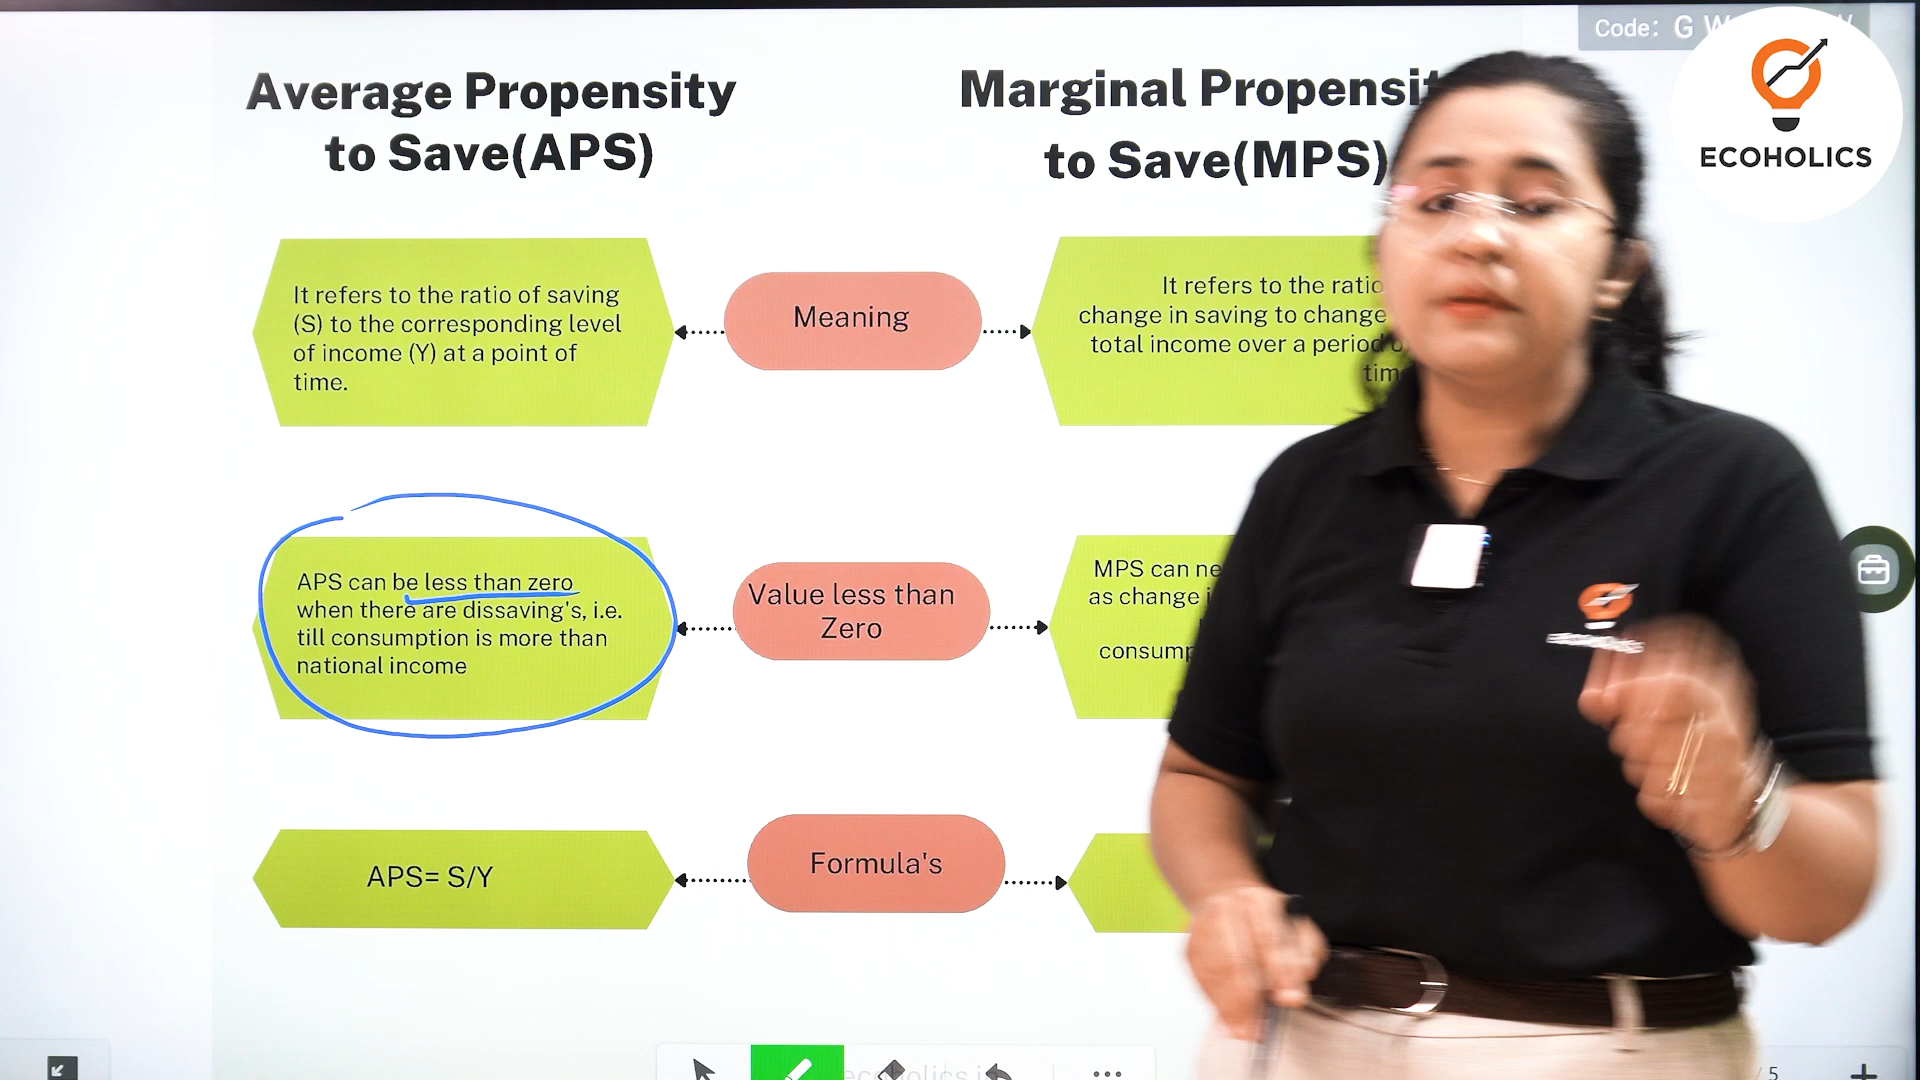 Code: G
ECOHOLICS
Average Propensity
to Save(APS)
Marginal
to Save(MPS)
It refers to the ratio of saving
(S) to the corresponding level
of income (Y) at a point of
time.
Meaning
It refers to the ratio
change in saving to change
total income over a period
APS can be less than zero
when there are dissaving's, i.e.
till consumption is more than
national income
Value less than
Zero
MPS can
as change
APS= S/Y
Formula's
/ 5